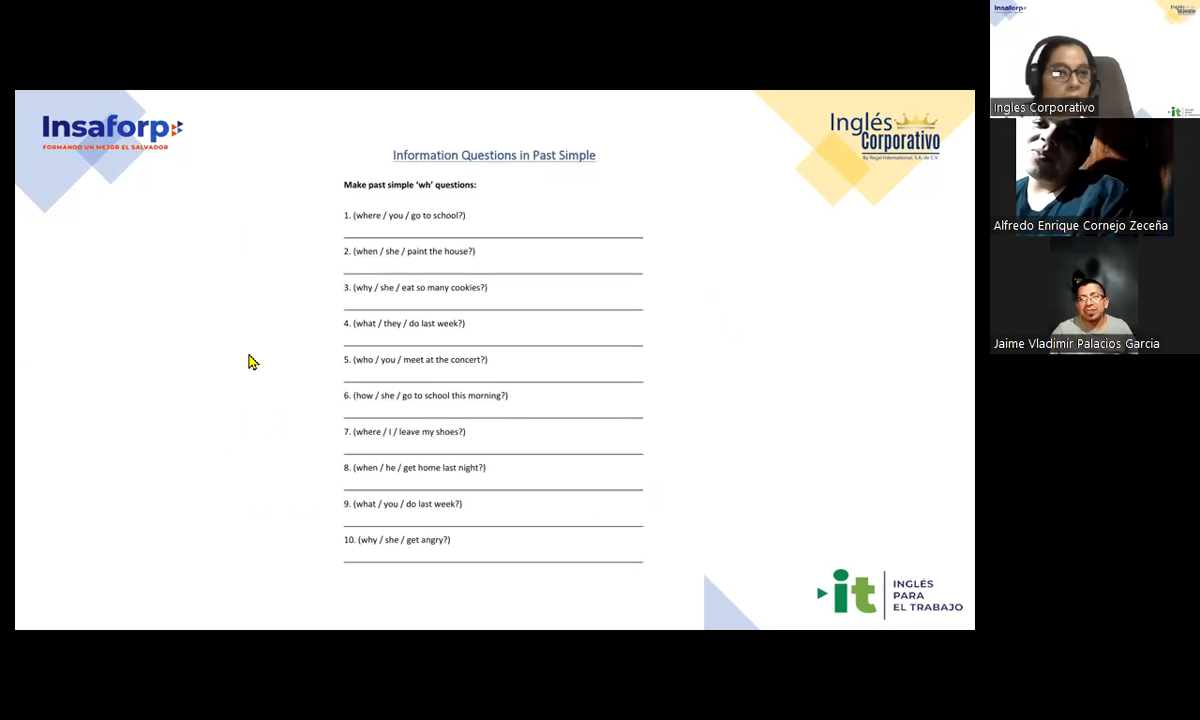 Insaforp
FORMANDO UN MEJOR EL SALVADOR
Inglés
Corporativo
By Regal International, S.A. de C.V.
Information Questions in Past Simple
Make past simple ‘wh’ questions:
1. (where / you / go to school?)
2. (when / she / paint the house?)
3. (why / she / eat so many cookies?)
4. (what / they / do last week?)
5. (who / you / meet at the concert?)
6. (how / she / go to school this morning?)
7. (where / I / leave my shoes?)
8. (when / he / get home last night?)
9. (what / you / do last week?)
10. (why / she / get angry?)
it
INGLÉS
PARA
EL TRABAJO
Insaforp
Ingles Corporativo
it
Alfredo Enrique Cornejo Zeceña
Jaime Vladimir Palacios Garcia